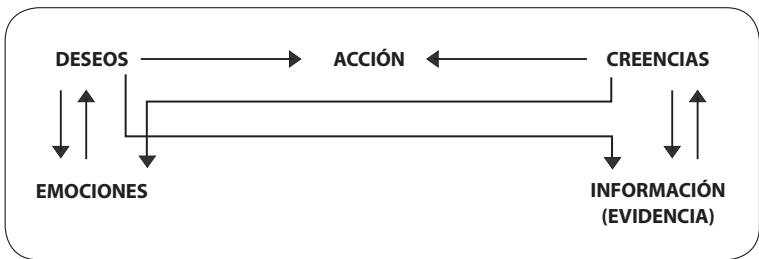 DESEOS ACCIÓN CREENCIAS
EMOCIONES INFORMACIÓN
(EVIDENCIA)